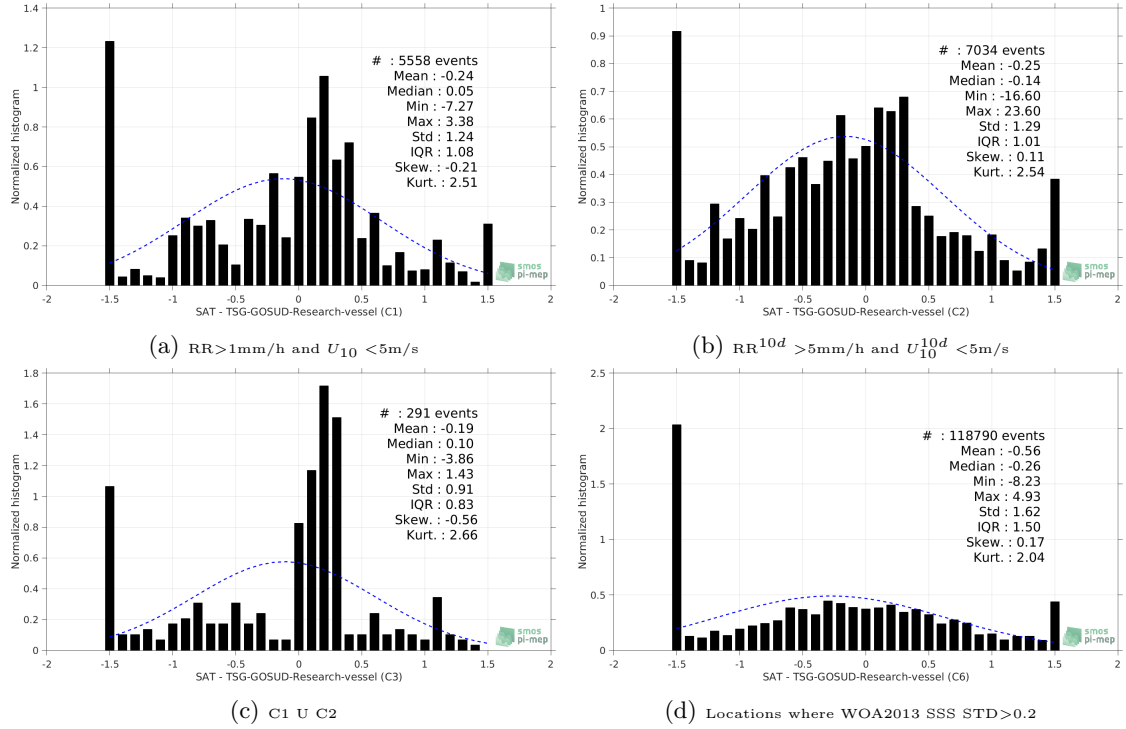 1.4
1.2
1
0.8
0.6
0.4
0.2
0
Normalized histogram
# : 5558 events
Mean : -0.24
Median : 0.05
Min : -7.27
Max : 3.38
Std : 1.24
IQR : 1.08
Skew. : -0.21
Kurt. : 2.51
smos
pi-mep
-2 -1.5 -1 -0.5 0 0.5 1 1.5 2
SAT - TSG-GOSUD-Research-vessel (C1)
(a) RR>1mm/h and U10 <5m/s
1
0.9
0.8
0.7
0.6
0.5
0.4
0.3
0.2
0.1
0
Normalized histogram
# : 7034 events
Mean : -0.25
Median : -0.14
Min : -16.60
Max : 23.60
Std : 1.29
IQR : 1.01
Skew. : 0.11
Kurt. : 2.54
smos
pi-mep
-2 -1.5 -1 -0.5 0 0.5 1 1.5 2
SAT - TSG-GOSUD-Research-vessel (C2)
(b) RR10d >5mm/h and U10 10d <5m/s
1.8
1.6
1.4
1.2
1
0.8
0.6
0.4
0.2
0
Normalized histogram
# : 291 events
Mean : -0.19
Median : 0.10
Min : -3.86
Max : 1.43
Std : 0.91
IQR : 0.83
Skew. : -0.56
Kurt. : 2.66
smos
pi-mep
-2 -1.5 -1 -0.5 0 0.5 1 1.5 2
SAT - TSG-GOSUD-Research-vessel (C3)
(c) C1 U C2
2.5
2
1.5
1
0.5
0
Normalized histogram
# : 118790 events
Mean : -0.56
Median : -0.26
Min : -8.23
Max : 4.93
Std : 1.62
IQR : 1.50
Skew. : 0.17
Kurt. : 2.04
smos
pi-mep
-2 -1.5 -1 -0.5 0 0.5 1 1.5 2
SAT - TSG-GOSUD-Research-vessel (C6)
(d) Locations where WOA2013 SSS STD>0.2